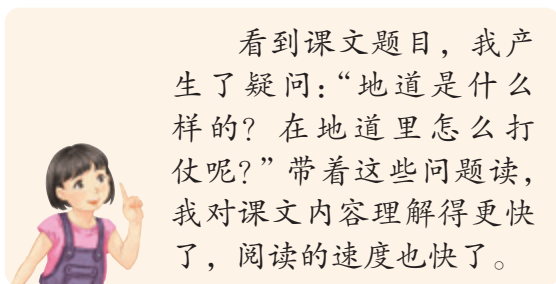 看到课文题目，我产
生了疑问：“地道是什么
样的？在地道里怎么打
仗呢？”带着这些问题读，
我对课文内容理解得更快
了，阅读的速度也快了。